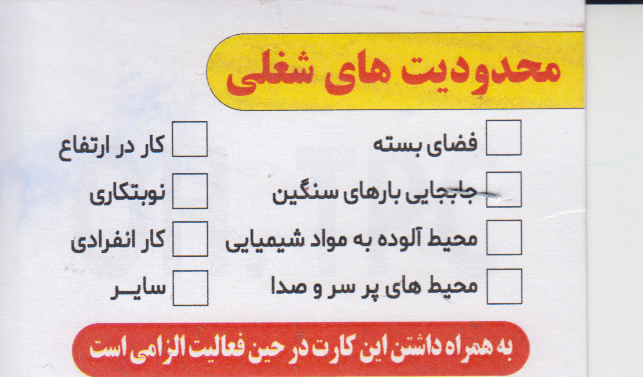 محدودیت های شغلی
فضای بسته
کار در ارتفاع
جابجایی بارهای سنگین
نوبتکاری
محیط آلوده به مواد شیمیایی
کار انفرادی
محیط های پر سر و صدا
سایـر
به همراه داشتن این کارت در حین فعالیت الزامی است